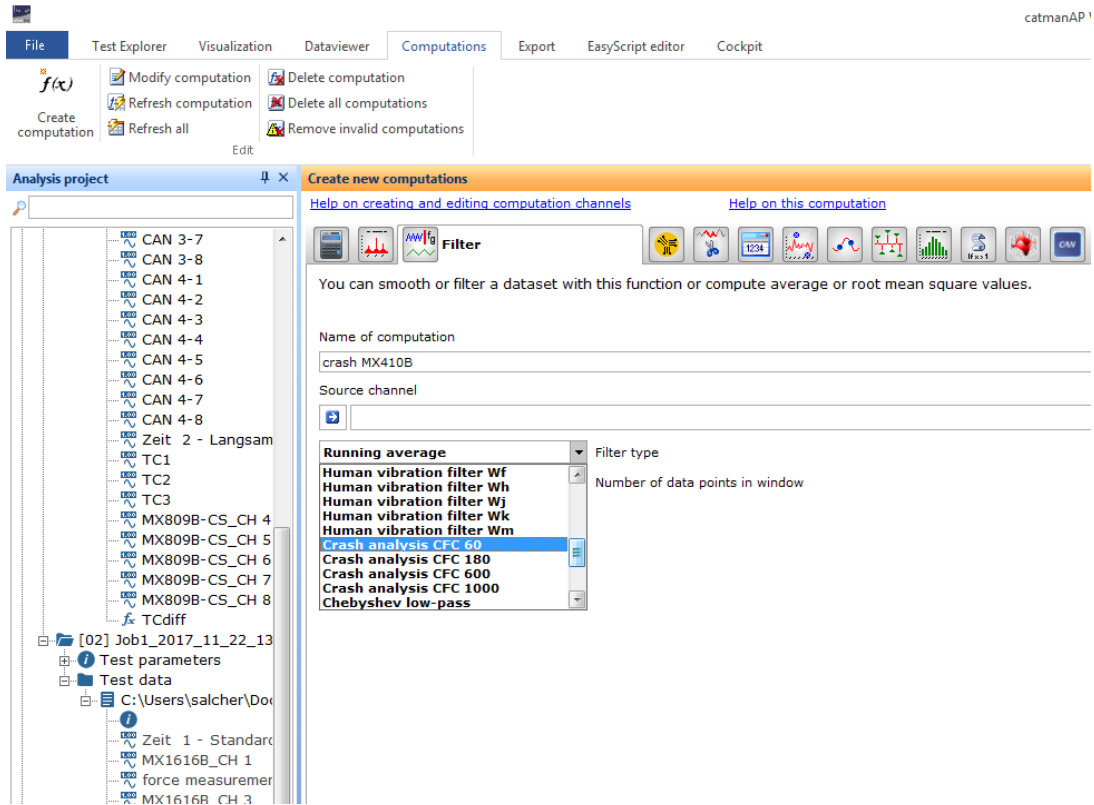 catmanAP
File Test Explorer Visualization Dataviewer Computations Export EasyScript editor Cockpit
f(x)
Create
computation
Modify computation
Refresh computation
Refresh all
Delete computation
Delete all computations
Remove invalid computations
Edit
Analysis project
CAN 3-7
CAN 3-8
CAN 4-1
CAN 4-2
CAN 4-3
CAN 4-4
CAN 4-5
CAN 4-6
CAN 4-7
CAN 4-8
Zeit 2 - Langsam
TC1
TC2
TC3
MX809B-CS_CH 4
MX809B-CS_CH 5
MX809B-CS_CH 6
MX809B-CS_CH 7
MX809B-CS_CH 8
TCdiff
[02] Job1_2017_11_22_13
Test parameters
Test data
C:\Users\salcher\Do
Zeit 1 - Standard
MX1616B_CH 1
force measuremer
MX1616B CH 3
Create new computations
Help on creating and editing computation channels Help on this computation
Filter
1234
If x>1
CAN
You can smooth or filter a dataset with this function or compute average or root mean square values.
Name of computation
crash MX410B
Source channel
Running average Filter type
Human vibration filter Wf
Human vibration filter Wh
Number of data points in window
Human vibration filter Wj
Human vibration filter Wk
Human vibration filter Wm
Crash analysis CFC 60
Crash analysis CFC 180
Crash analysis CFC 600
Crash analysis CFC 1000
Chebyshev low-pass